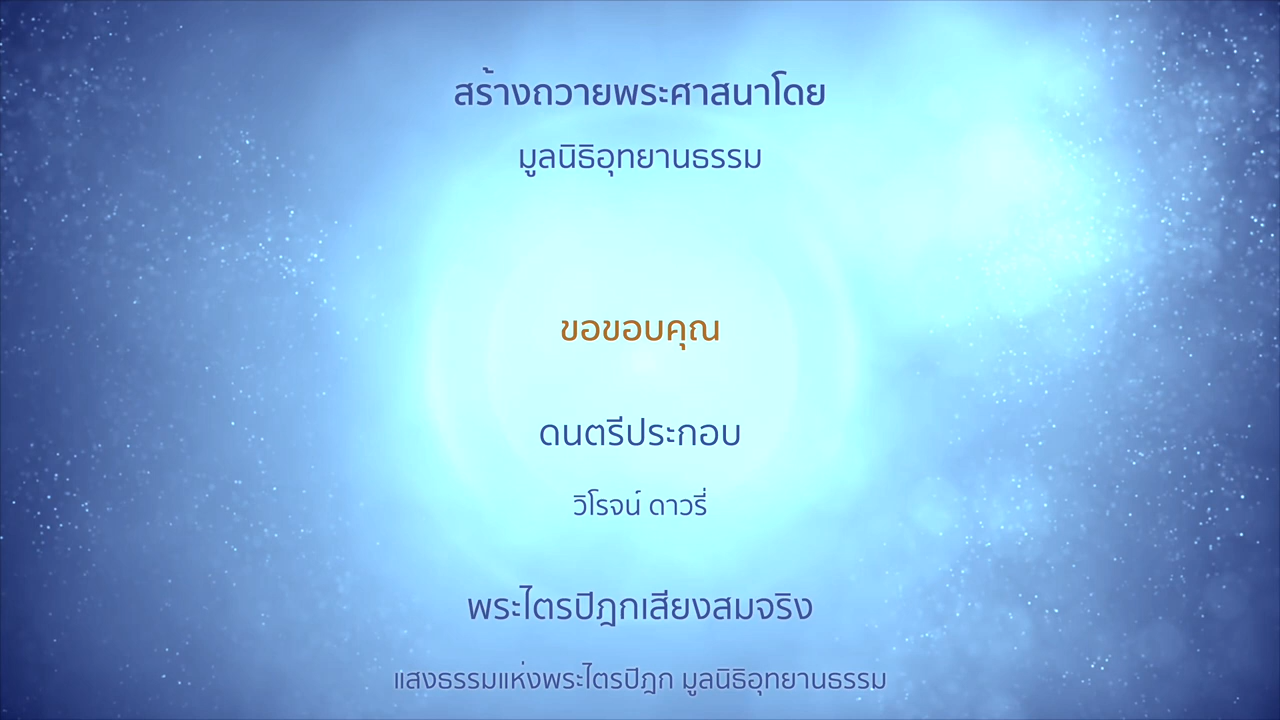 สร้างถวายพระศาสนาโดย
มูลนิธิอุทยานธรรม
ขอขอบคุณ
ดนตรีประกอบ
วิโรจน์ ดาวรี่
พระไตรปิฎกเสียงสมจริง
แสงธรรมแห่งพระไตรปิฎก มูลนิธิอุทยานธรรม